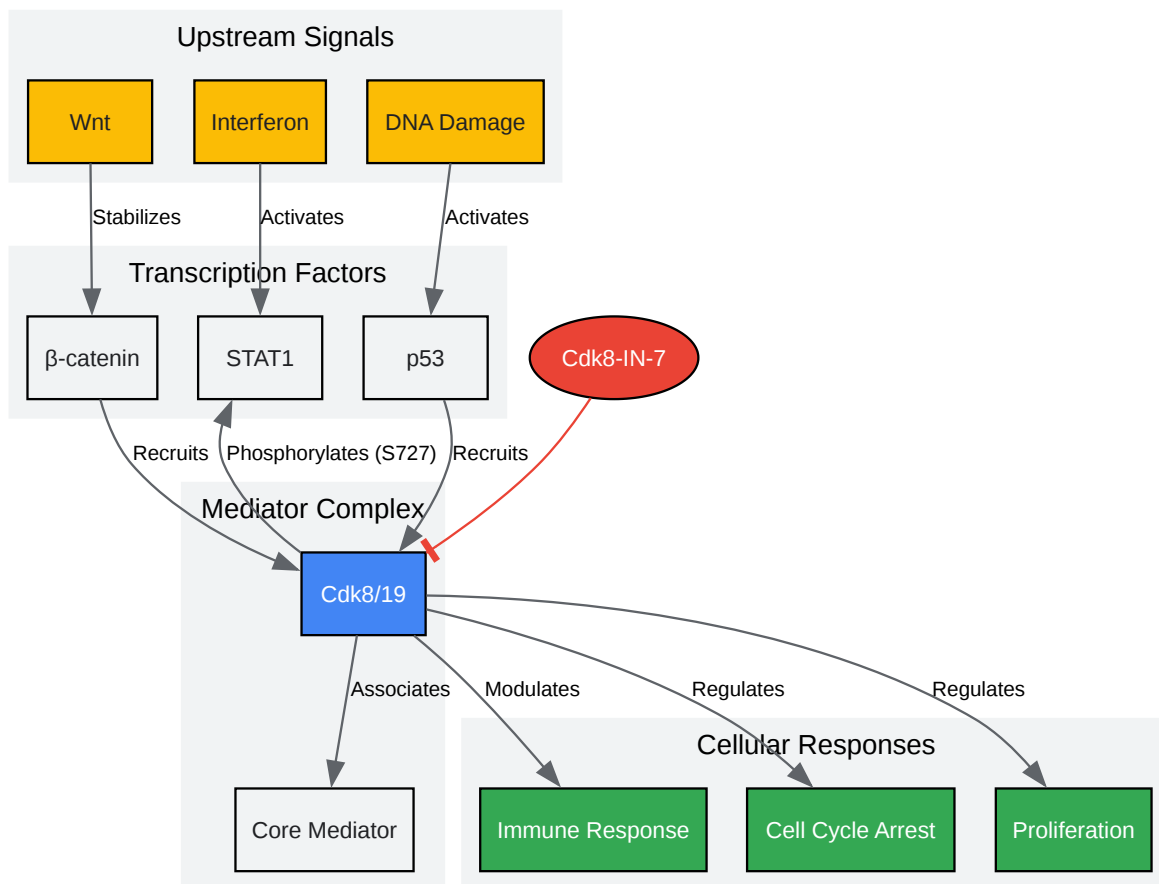 Upstream Signals
Wnt
Interferon
DNA Damage
Stabilizes
Activates
Activates
Transcription Factors
β-catenin
STAT1
p53
Cdk8-IN-7
Recruits
Phosphorylates (S727)
Recruits
Mediator Complex
Cdk8/19
Associates
Modulates
Regulates
Regulates
Cellular Responses
Core Mediator
Immune Response
Cell Cycle Arrest
Proliferation